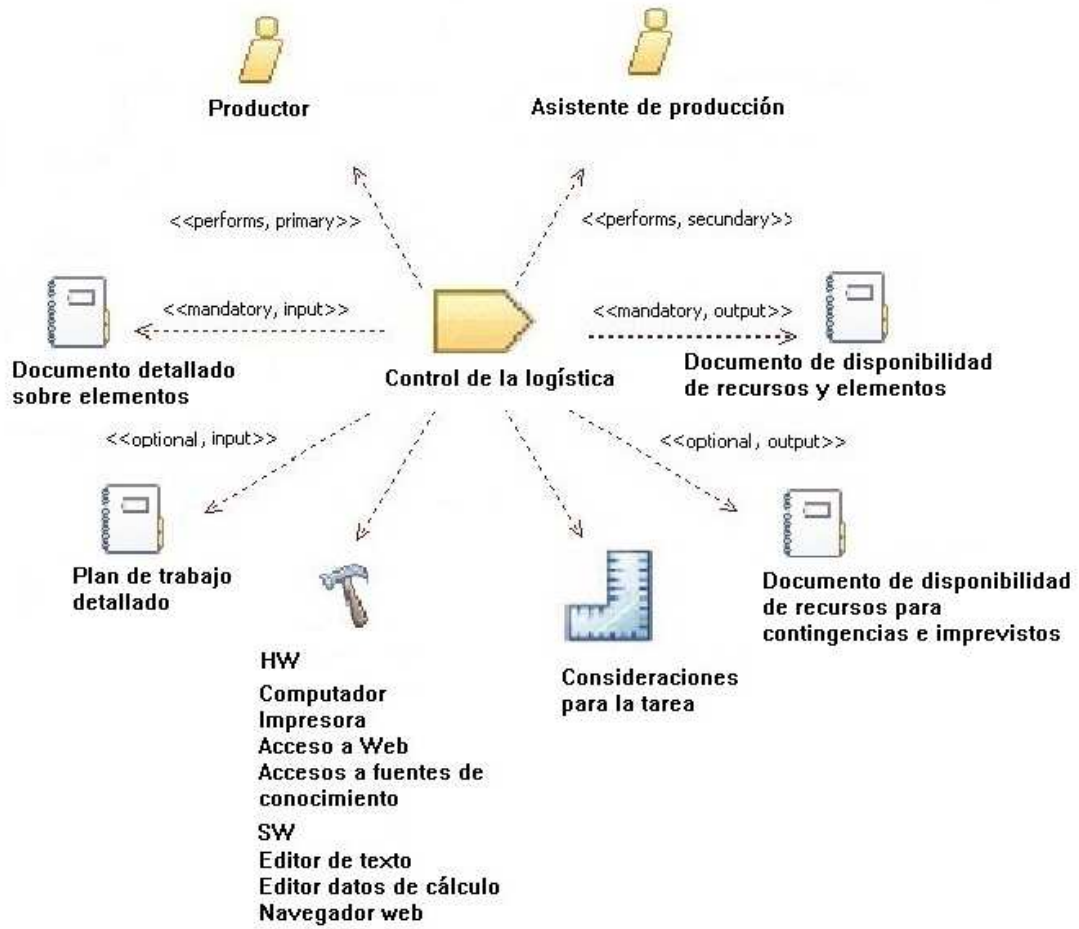 Productor
Asistente de producción
<<performs, primary>>
<<performs, secundary>>
<<mandatory, input>>
<<mandatory, output>>
Documento detallado
sobre elementos
Control de la logística
Documento de disponibilidad
de recursos y elementos
<<optional, input>>
<<optional, output>>
Plan de trabajo
detallado
HW
Computador
Impresora
Acceso a Web
Accesos a fuentes de
conocimiento
SW
Editor de texto
Editor datos de cálculo
Navegador web
Consideraciones
para la tarea
Documento de disponibilidad
de recursos para
contingencias e imprevistos